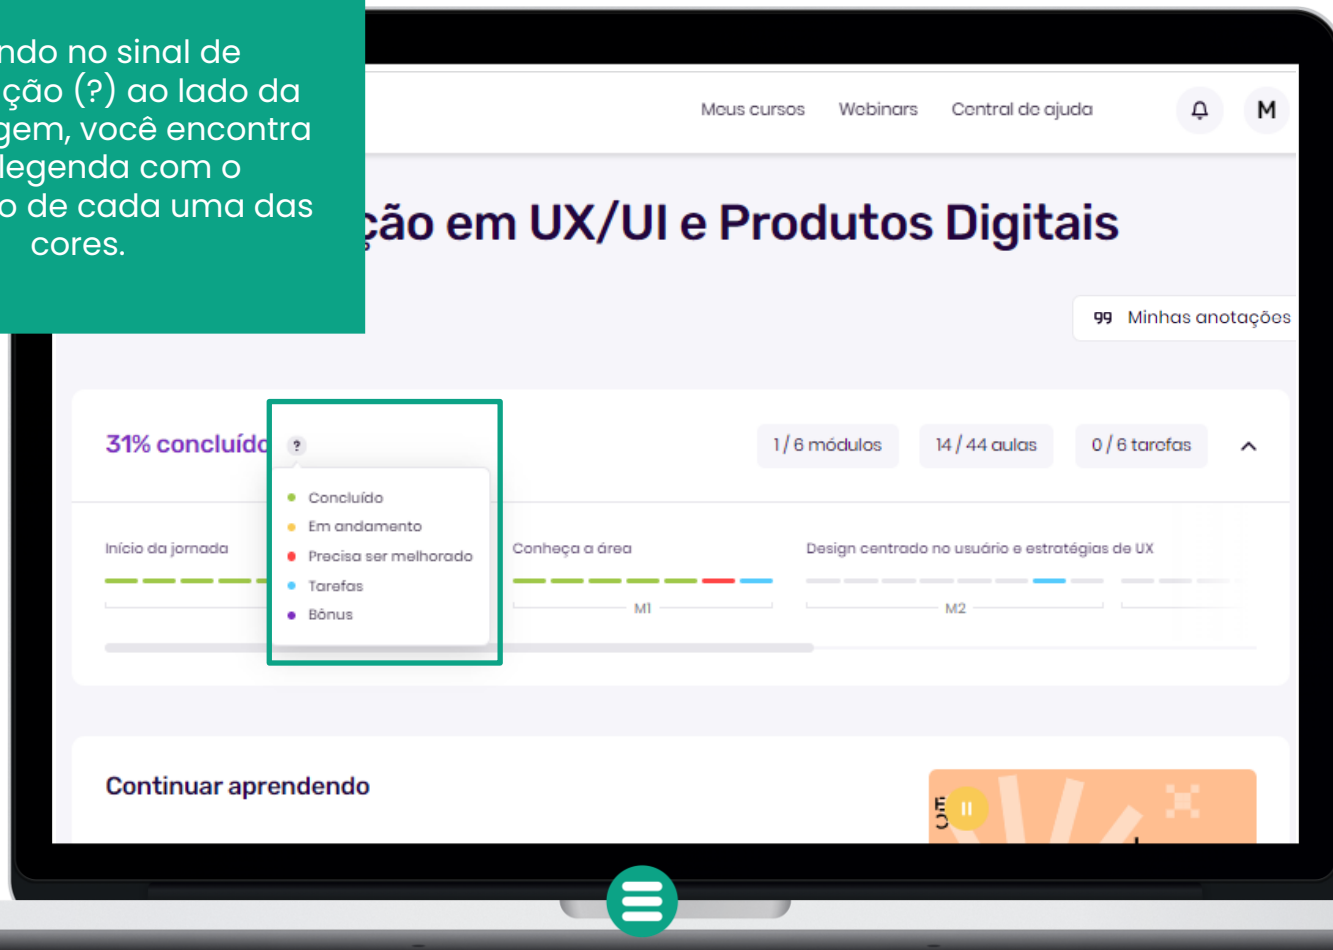 ndo no sinal de
ção (?) ao lado da
gem, você encontra
legenda com o
o de cada uma das
cores.
Meus cursos Webinars Central de ajuda M
ção em UX/UI e Produtos Digitais
Minhas anotações
31% concluído ? 1 / 6 módulos 14 / 44 aulas 0 / 6 tarefas
Concluído
Em andamento
Precisa ser melhorado
Tarefas
Bônus
Início da jornada Conheça a área Design centrado no usuário e estratégias de UX
M1 M2
Continuar aprendendo